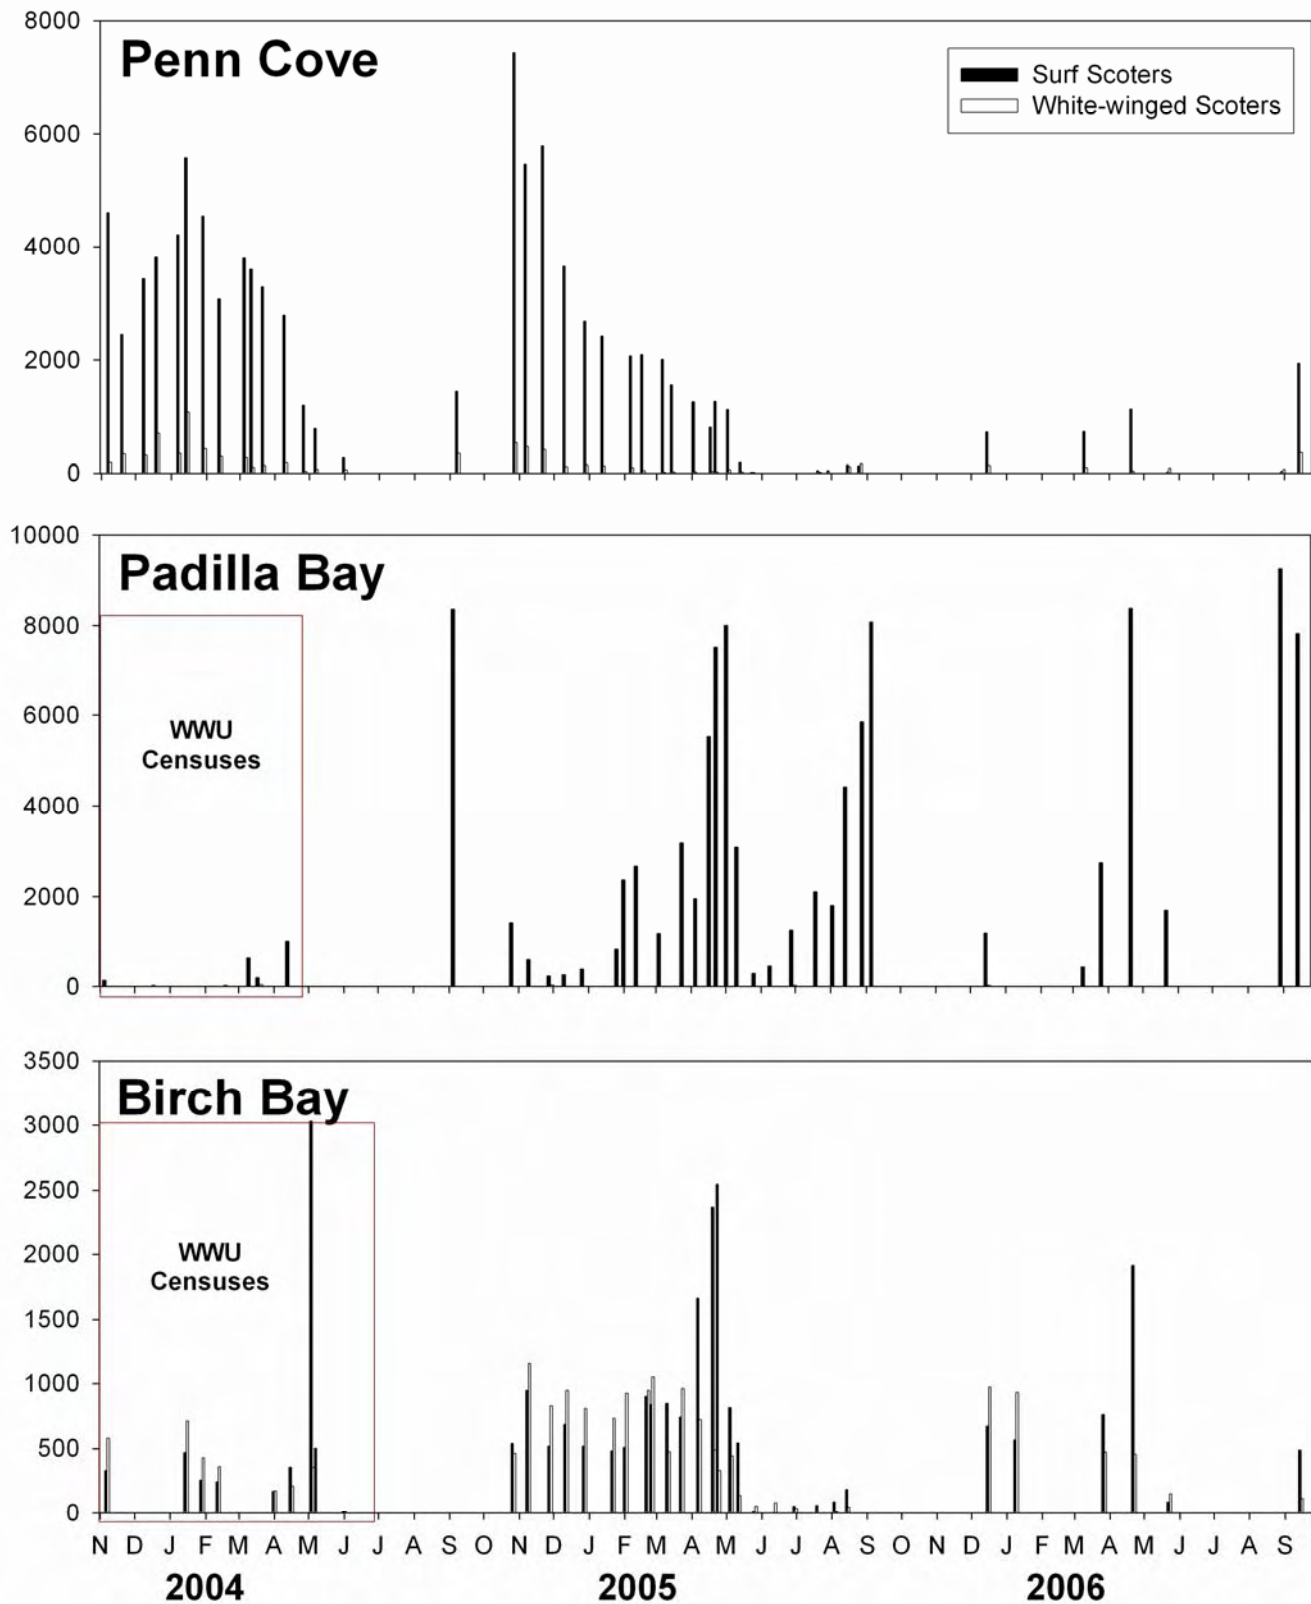 8000
Penn Cove
Surf Scoters
White-winged Scoters
6000
4000
2000
0
10000
Padilla Bay
8000
WWU
Censuses
6000
4000
2000
0
3500
Birch Bay
3000
2500
WWU
Censuses
2000
1500
1000
500
0
N D J F M A M J J A S O N D J F M A M J J A S O N D J F M A M J J A S
2004 2005 2006